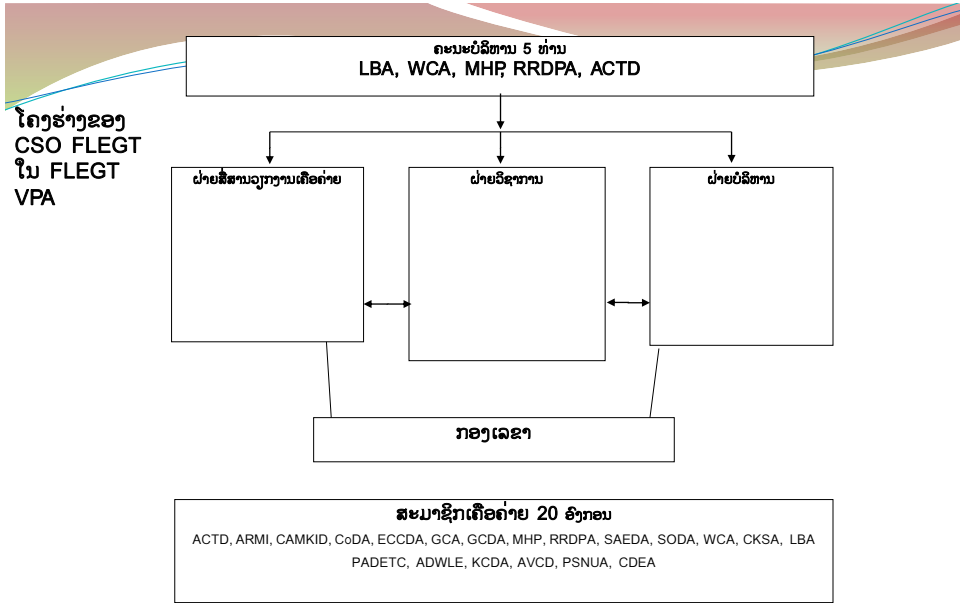 ຄະນະບໍລິຫານ 5 ທ່ານ
LBA, WCA, MHP, RRDPA, ACTD
ໂຄງຮ່າງຂອງ
CSO FLEGT
ໃນ FLEGT
VPA
ຝ່າຍສື່ສານວຽກງານເຄືອຄ່າຍ
ຝ່າຍວິຊາການ
ຝ່າຍບໍລິຫານ
ກອງເລຂາ
ສະມາຊິກເຄືອຄ່າຍ 20 ອົງກອນ
ACTD, ARMI, CAMKID, CoDA, ECCDA, GCA, GCDA, MHP, RRDPA, SAEDA, SODA, WCA, CKSA, LBA
PADETC, ADWLE, KCDA, AVCD, PSNUA, CDEA